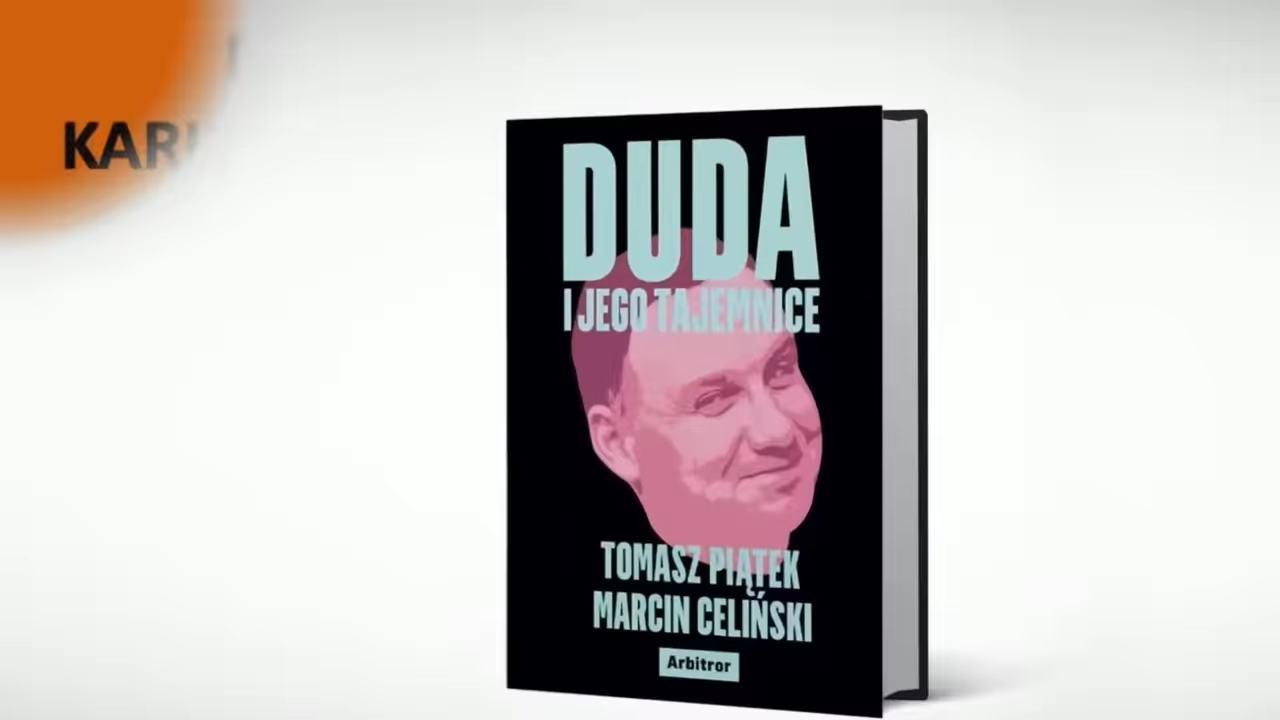 DUDA
I JEGO TAJEMNICE
TOMASZ PIĄTEK
MARCIN CELIŃSKI
Arbitror